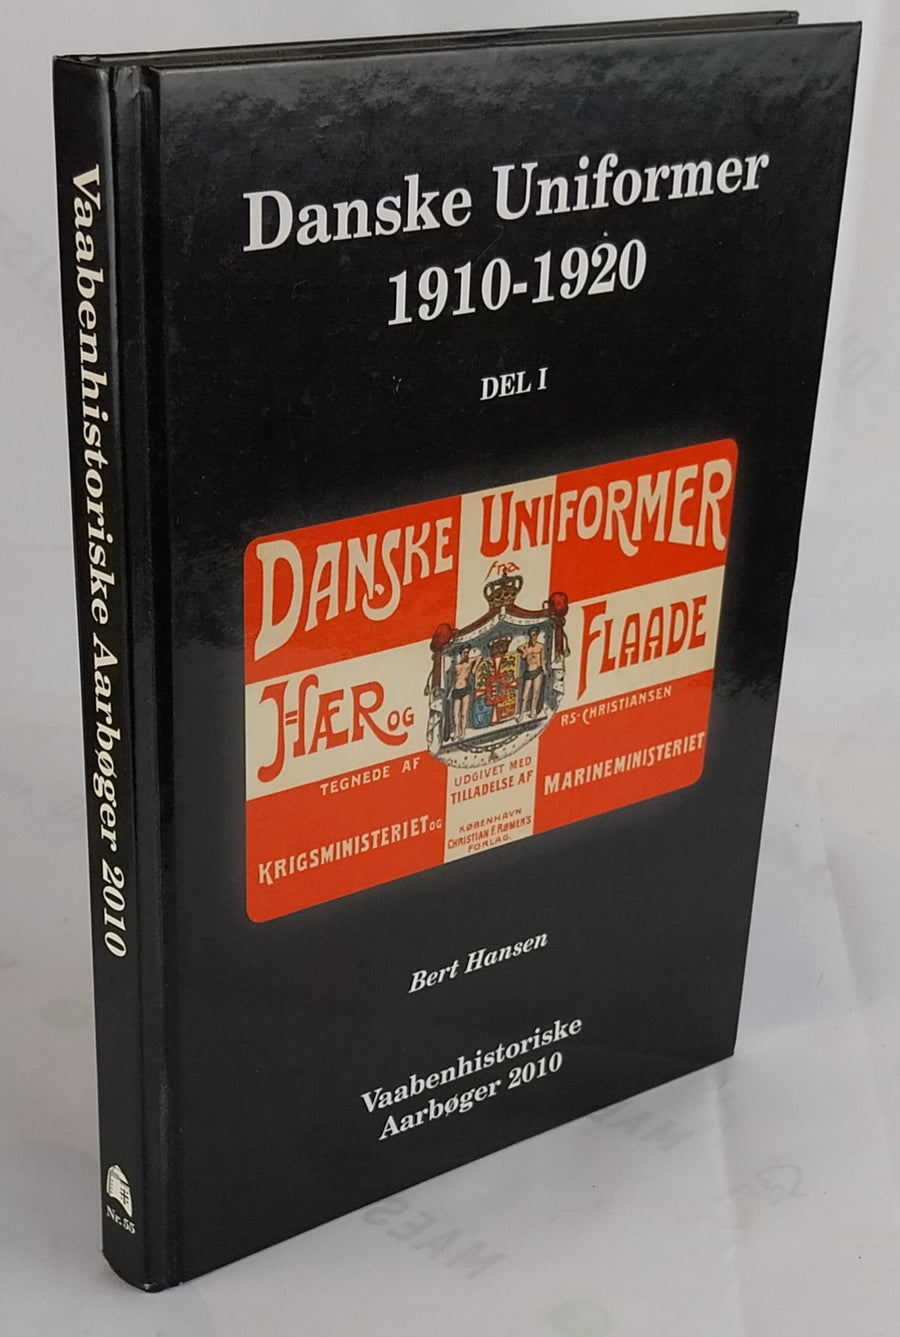 Vaabenhistoriske Aarbøger 2010
Nr. 55
Danske Uniformer
1910-1920
DEL I
DANSKE UNIFORMER
fra
HÆR OG FLAADE
TEGNEDE AF RS-CHRISTIANSEN
UDGIVET MED
TILLADELSE AF
KRIGSMINISTERIET OG MARINEMINISTERIET
KØBENHAVN
CHRISTIAN E. RØMER'S
FORLAG.
Bert Hansen
Vaabenhistoriske
Aarbøger 2010